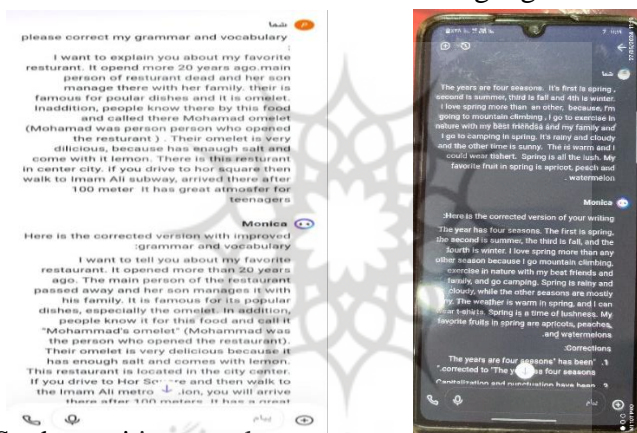 شما
please correct my grammar and vocabulary
:
I want to explain you about my favorite
resturant. It opend more 20 years ago.main
person of resturant dead and her son
manage there with her family. their is
famous for poular dishes and it is omelet.
Inaddition, people know there by this food
and called there Mohamad omelet
(Mohamad was person person who opened
the resturant ) . Their omelet is very
dilicious, because has enaugh salt and
come with it lemon. There is this resturant
in center city. if you drive to hor square then
walk to Imam Ali subway, arrived there after
100 meter It has great atmosfer for
teenagers
Monica
Here is the corrected version with improved
:grammar and vocabulary
I want to tell you about my favorite
restaurant. It opened more than 20 years
ago. The main person of the restaurant
passed away and her son manages it with
his family. It is famous for its popular
dishes, especially the omelet. In addition,
people know it for this food and call it
"Mohammad's omelet" (Mohammad was
the person who opened the restaurant).
Their omelet is very delicious because it
has enough salt and comes with lemon.
This restaurant is located in the city center.
If you drive to Hor and then walk to
the Imam Ali metro , you will arrive
there after 100 meters. It has a great
پیام
شما
The years are four seasons. It's first is spring ,
second is summer, third is fall and 4th is winter.
I love spring more than an other, because, I'm
going to mountain climbing , I go to exercise in
nature with my best friendsa and my family and
I go to camping in spring. It's rainy and cloudy
and the other time is sunny. The is warm and I
could wear tishert. Spring is all the lush. My
favorite fruit in spring is apricot, peach and
. watermelon
Monica
:Here is the corrected version of your writing
The year has four seasons. The first is spring,
the second is summer, the third is fall, and the
fourth is winter. I love spring more than any
other season because I go mountain climbing,
exercise in nature with my best friends and
family, and go camping. Spring is rainy and
cloudy, while the other seasons are mostly
The weather is warm in spring, and I can
wear t-shirts. Spring is a time of lushness. My
favorite fruits in spring are apricots, peaches,
.and watermelons
:Corrections
The years are four seasons" has been" .1
".corrected to "The as four seasons
Capitalization and punctuation have been .2
پیام